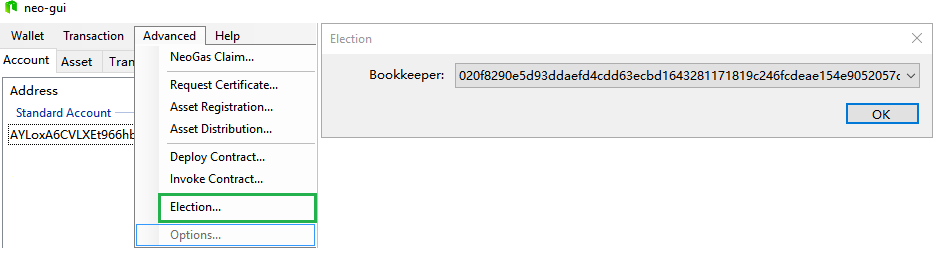 neo-gui
Wallet Transaction Advanced Help
Account Asset Tran
Address
Standard Account
AYLoxA6CVLXEt966hb
NeoGas Claim...
Request Certificate...
Asset Registration...
Asset Distribution...
Deploy Contract...
Invoke Contract...
Election...
Options...
Election
Bookkeeper: 020f8290e5d93ddaefd4cdd63ecbd1643281171819c246fcdeae154e9052057c
OK